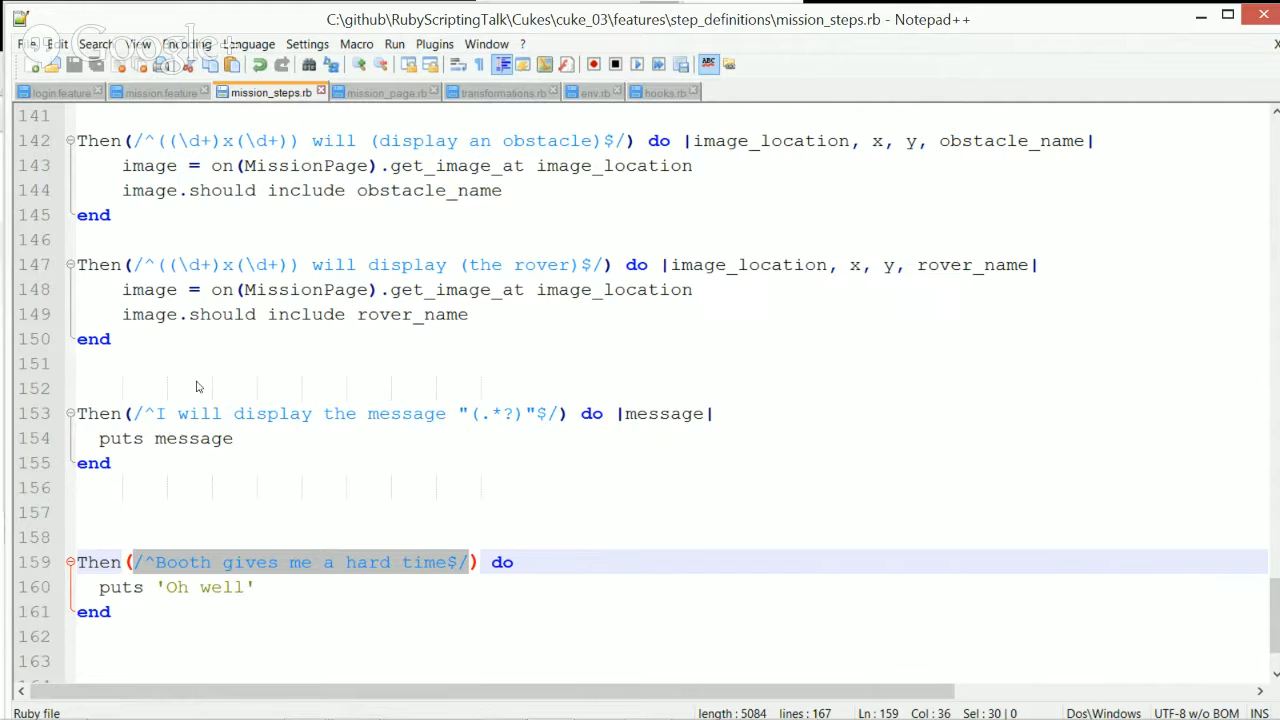 C:\github\RubyScriptingTalk\Cukes\cuke_03\features\step_definitions\mission_steps.rb - Notepad++
File Edit Search View Encoding Language Settings Macro Run Plugins Window ? X
Google+
login.feature mission.feature mission_steps.rb mission_page.rb transformations.rb env.rb hooks.rb
141
142 Then(/^((\d+)x(\d+)) will (display an obstacle)$/) do |image_location, x, y, obstacle_name|
143 image = on(MissionPage).get_image_at image_location
144 image.should include obstacle_name
145 end
146
147 Then(/^((\d+)x(\d+)) will display (the rover)$/) do |image_location, x, y, rover_name|
148 image = on(MissionPage).get_image_at image_location
149 image.should include rover_name
150 end
151
152
153 Then(/^I will display the message "(.*?)"$/) do |message|
154 puts message
155 end
156
157
158
159 Then(/^Booth gives me a hard time$/) do
160 puts 'Oh well'
161 end
162
163
Ruby file length : 5084 lines : 167 Ln : 159 Col : 36 Sel : 30 | 0 Dos\Windows UTF-8 w/o BOM INS